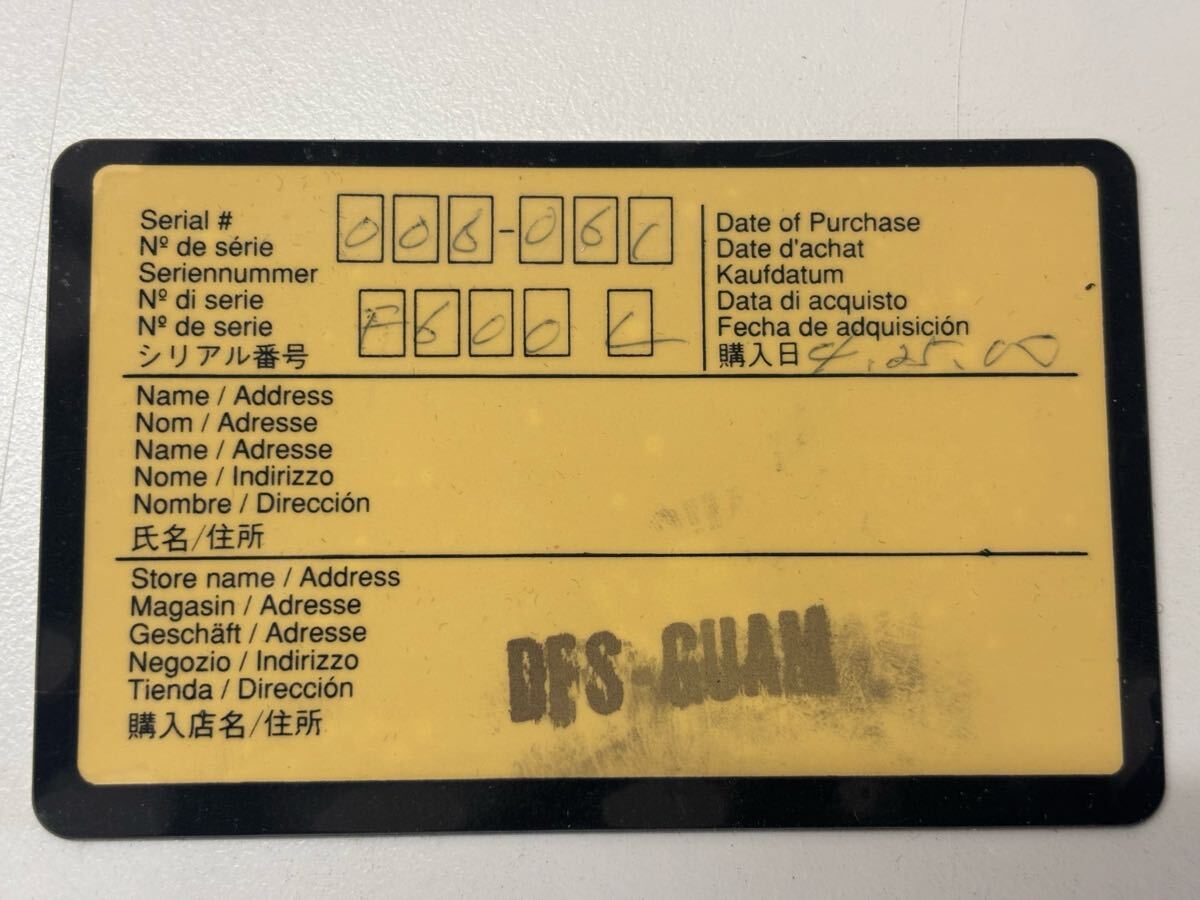 Serial #
Nº de série
Seriennummer
Nº di serie
Nº de serie
シリアル番号
006-061
F600 L
Date of Purchase
Date d'achat
Kaufdatum
Data di acquisto
Fecha de adquisición
購入日 4.25.00
Name / Address
Nom / Adresse
Name / Adresse
Nome / Indirizzo
Nombre / Dirección
氏名/住所
Store name / Address
Magasin / Adresse
Geschäft / Adresse
Negozio / Indirizzo
Tienda / Dirección
購入店名/住所
DFS-GUAM